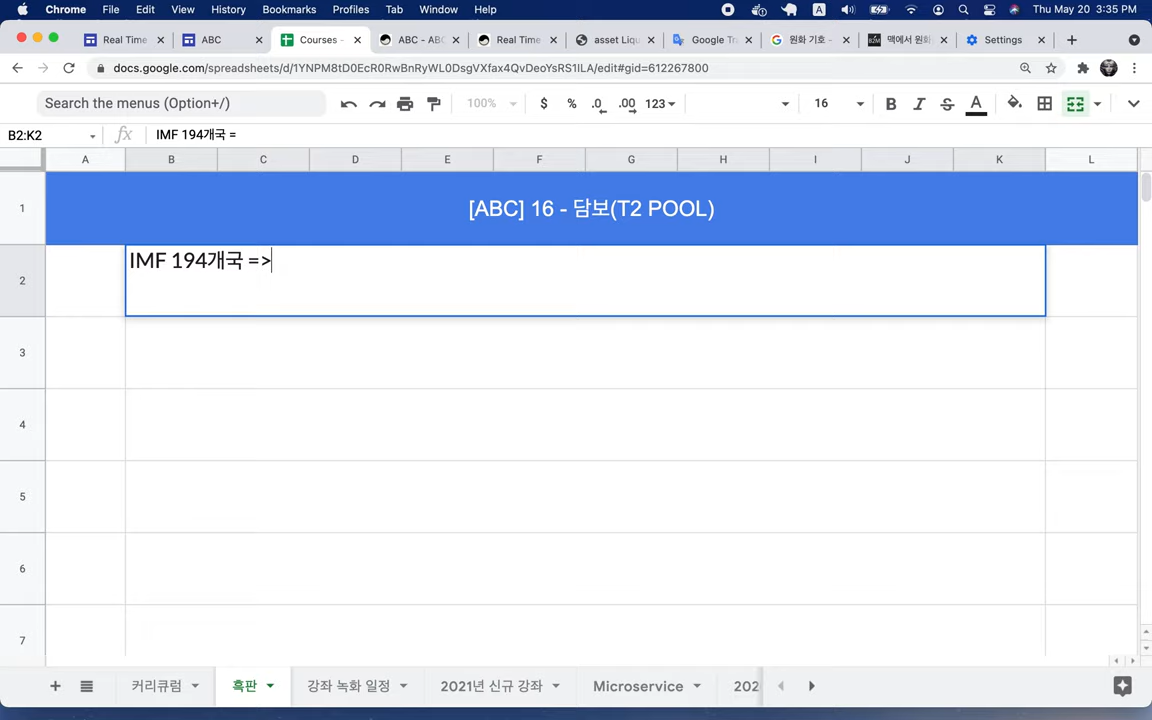 Chrome File Edit View History Bookmarks Profiles Tab Window Help A Thu May 20 3:35 PM
Real Time ABC Courses - ABC - ABC Real Time asset Liqu Google Tra 원화 기호 - 맥에서 원화 Settings
docs.google.com/spreadsheets/d/1YNPM8tD0EcR0RwBnRyWL0DsgVXfax4QvDeoYsRS1ILA/edit#gid=612267800
Search the menus (Option+/) 100% $ % .0 .00 123 16 B I S A
B2:K2 fx IMF 194개국 =
A B C D E F G H I J K L
1 [ABC] 16 - 담보(T2 POOL)
2 IMF 194개국 =>
3
4
5
6
7
+ 커리큐럼 흑판 강좌 녹화 일정 2021년 신규 강좌 Microservice 202